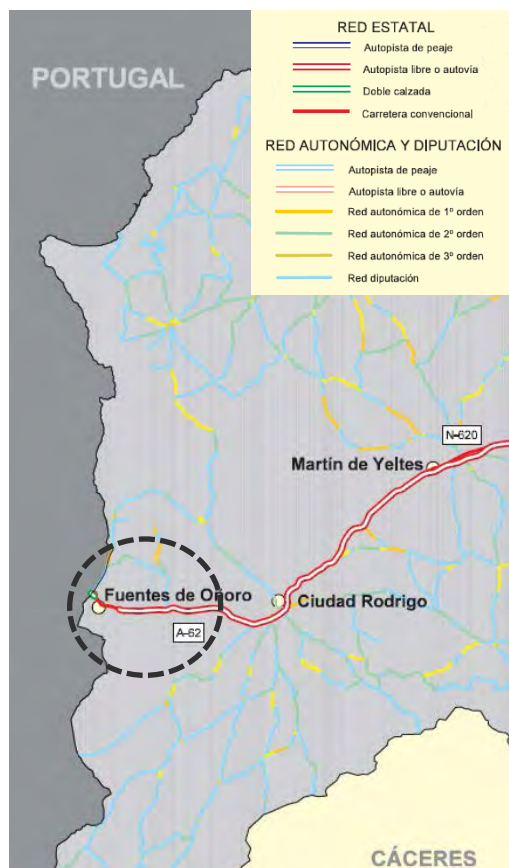 RED ESTATAL
Autopista de peaje
Autopista libre o autovía
Doble calzada
Carretera convencional
RED AUTONÓMICA Y DIPUTACIÓN
Autopista de peaje
Autopista libre o autovía
Red autonómica de 1º orden
Red autonómica de 2º orden
Red autonómica de 3º orden
Red diputación
PORTUGAL
N-620
Martín de Yeltes
Fuentes de Oñoro
Ciudad Rodrigo
A-62
CÁCERES